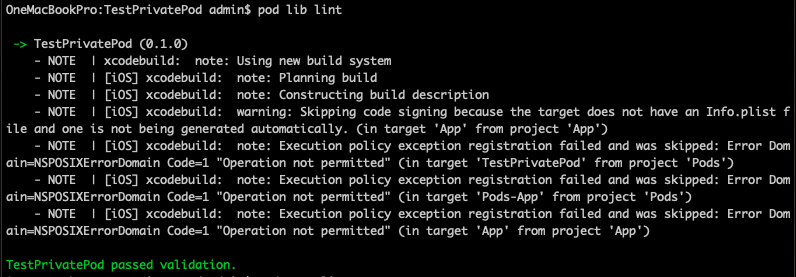 OneMacBookPro:TestPrivatePod admin$ pod lib lint
-> TestPrivatePod (0.1.0)
- NOTE | xcodebuild: note: Using new build system
- NOTE | [iOS] xcodebuild: note: Planning build
- NOTE | [iOS] xcodebuild: note: Constructing build description
- NOTE | [iOS] xcodebuild: warning: Skipping code signing because the target does not have an Info.plist f
ile and one is not being generated automatically. (in target 'App' from project 'App')
- NOTE | [iOS] xcodebuild: note: Execution policy exception registration failed and was skipped: Error Dom
ain=NSPOSIXErrorDomain Code=1 "Operation not permitted" (in target 'TestPrivatePod' from project 'Pods')
- NOTE | [iOS] xcodebuild: note: Execution policy exception registration failed and was skipped: Error Dom
ain=NSPOSIXErrorDomain Code=1 "Operation not permitted" (in target 'Pods-App' from project 'Pods')
- NOTE | [iOS] xcodebuild: note: Execution policy exception registration failed and was skipped: Error Dom
ain=NSPOSIXErrorDomain Code=1 "Operation not permitted" (in target 'App' from project 'App')
TestPrivatePod passed validation.